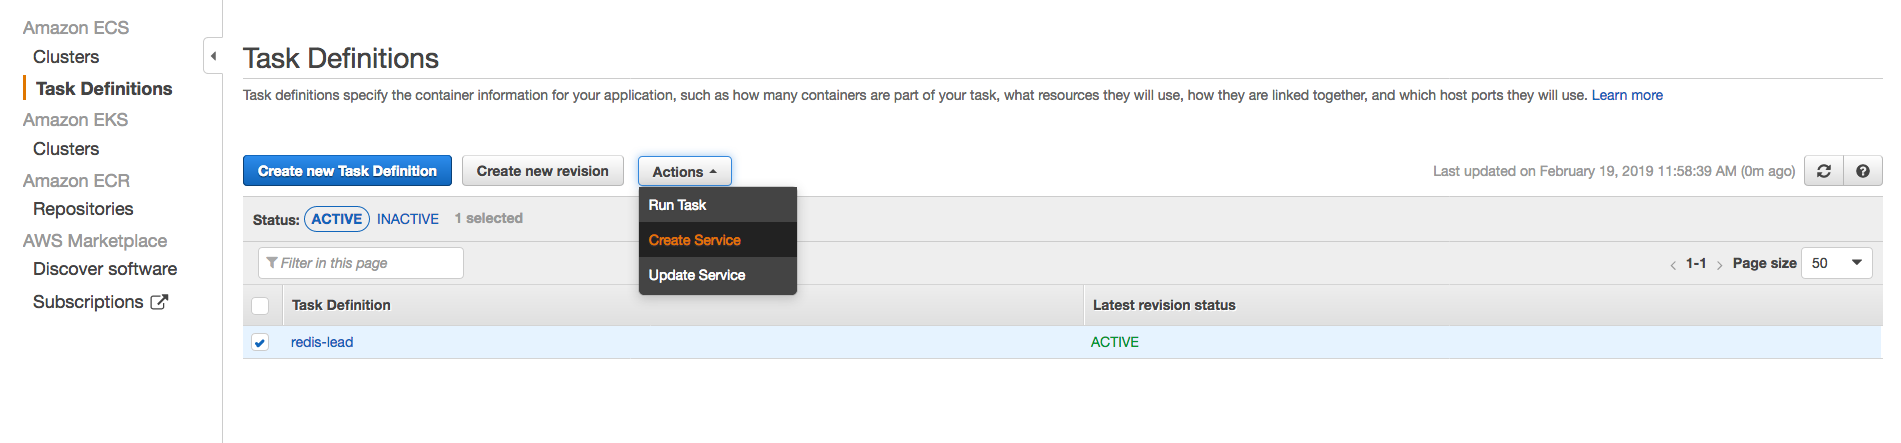 Amazon ECS
Clusters
Task Definitions
Amazon EKS
Clusters
Amazon ECR
Repositories
AWS Marketplace
Discover software
Subscriptions
Task Definitions
Task definitions specify the container information for your application, such as how many containers are part of your task, what resources they will use, how they are linked together, and which host ports they will use. Learn more
Create new Task Definition Create new revision Actions Last updated on February 19, 2019 11:58:39 AM (0m ago) ?
Run Task
Create Service
Update Service
Status: ACTIVE INACTIVE 1 selected
Filter in this page < 1-1 > Page size 50
Task Definition Latest revision status
redis-lead ACTIVE